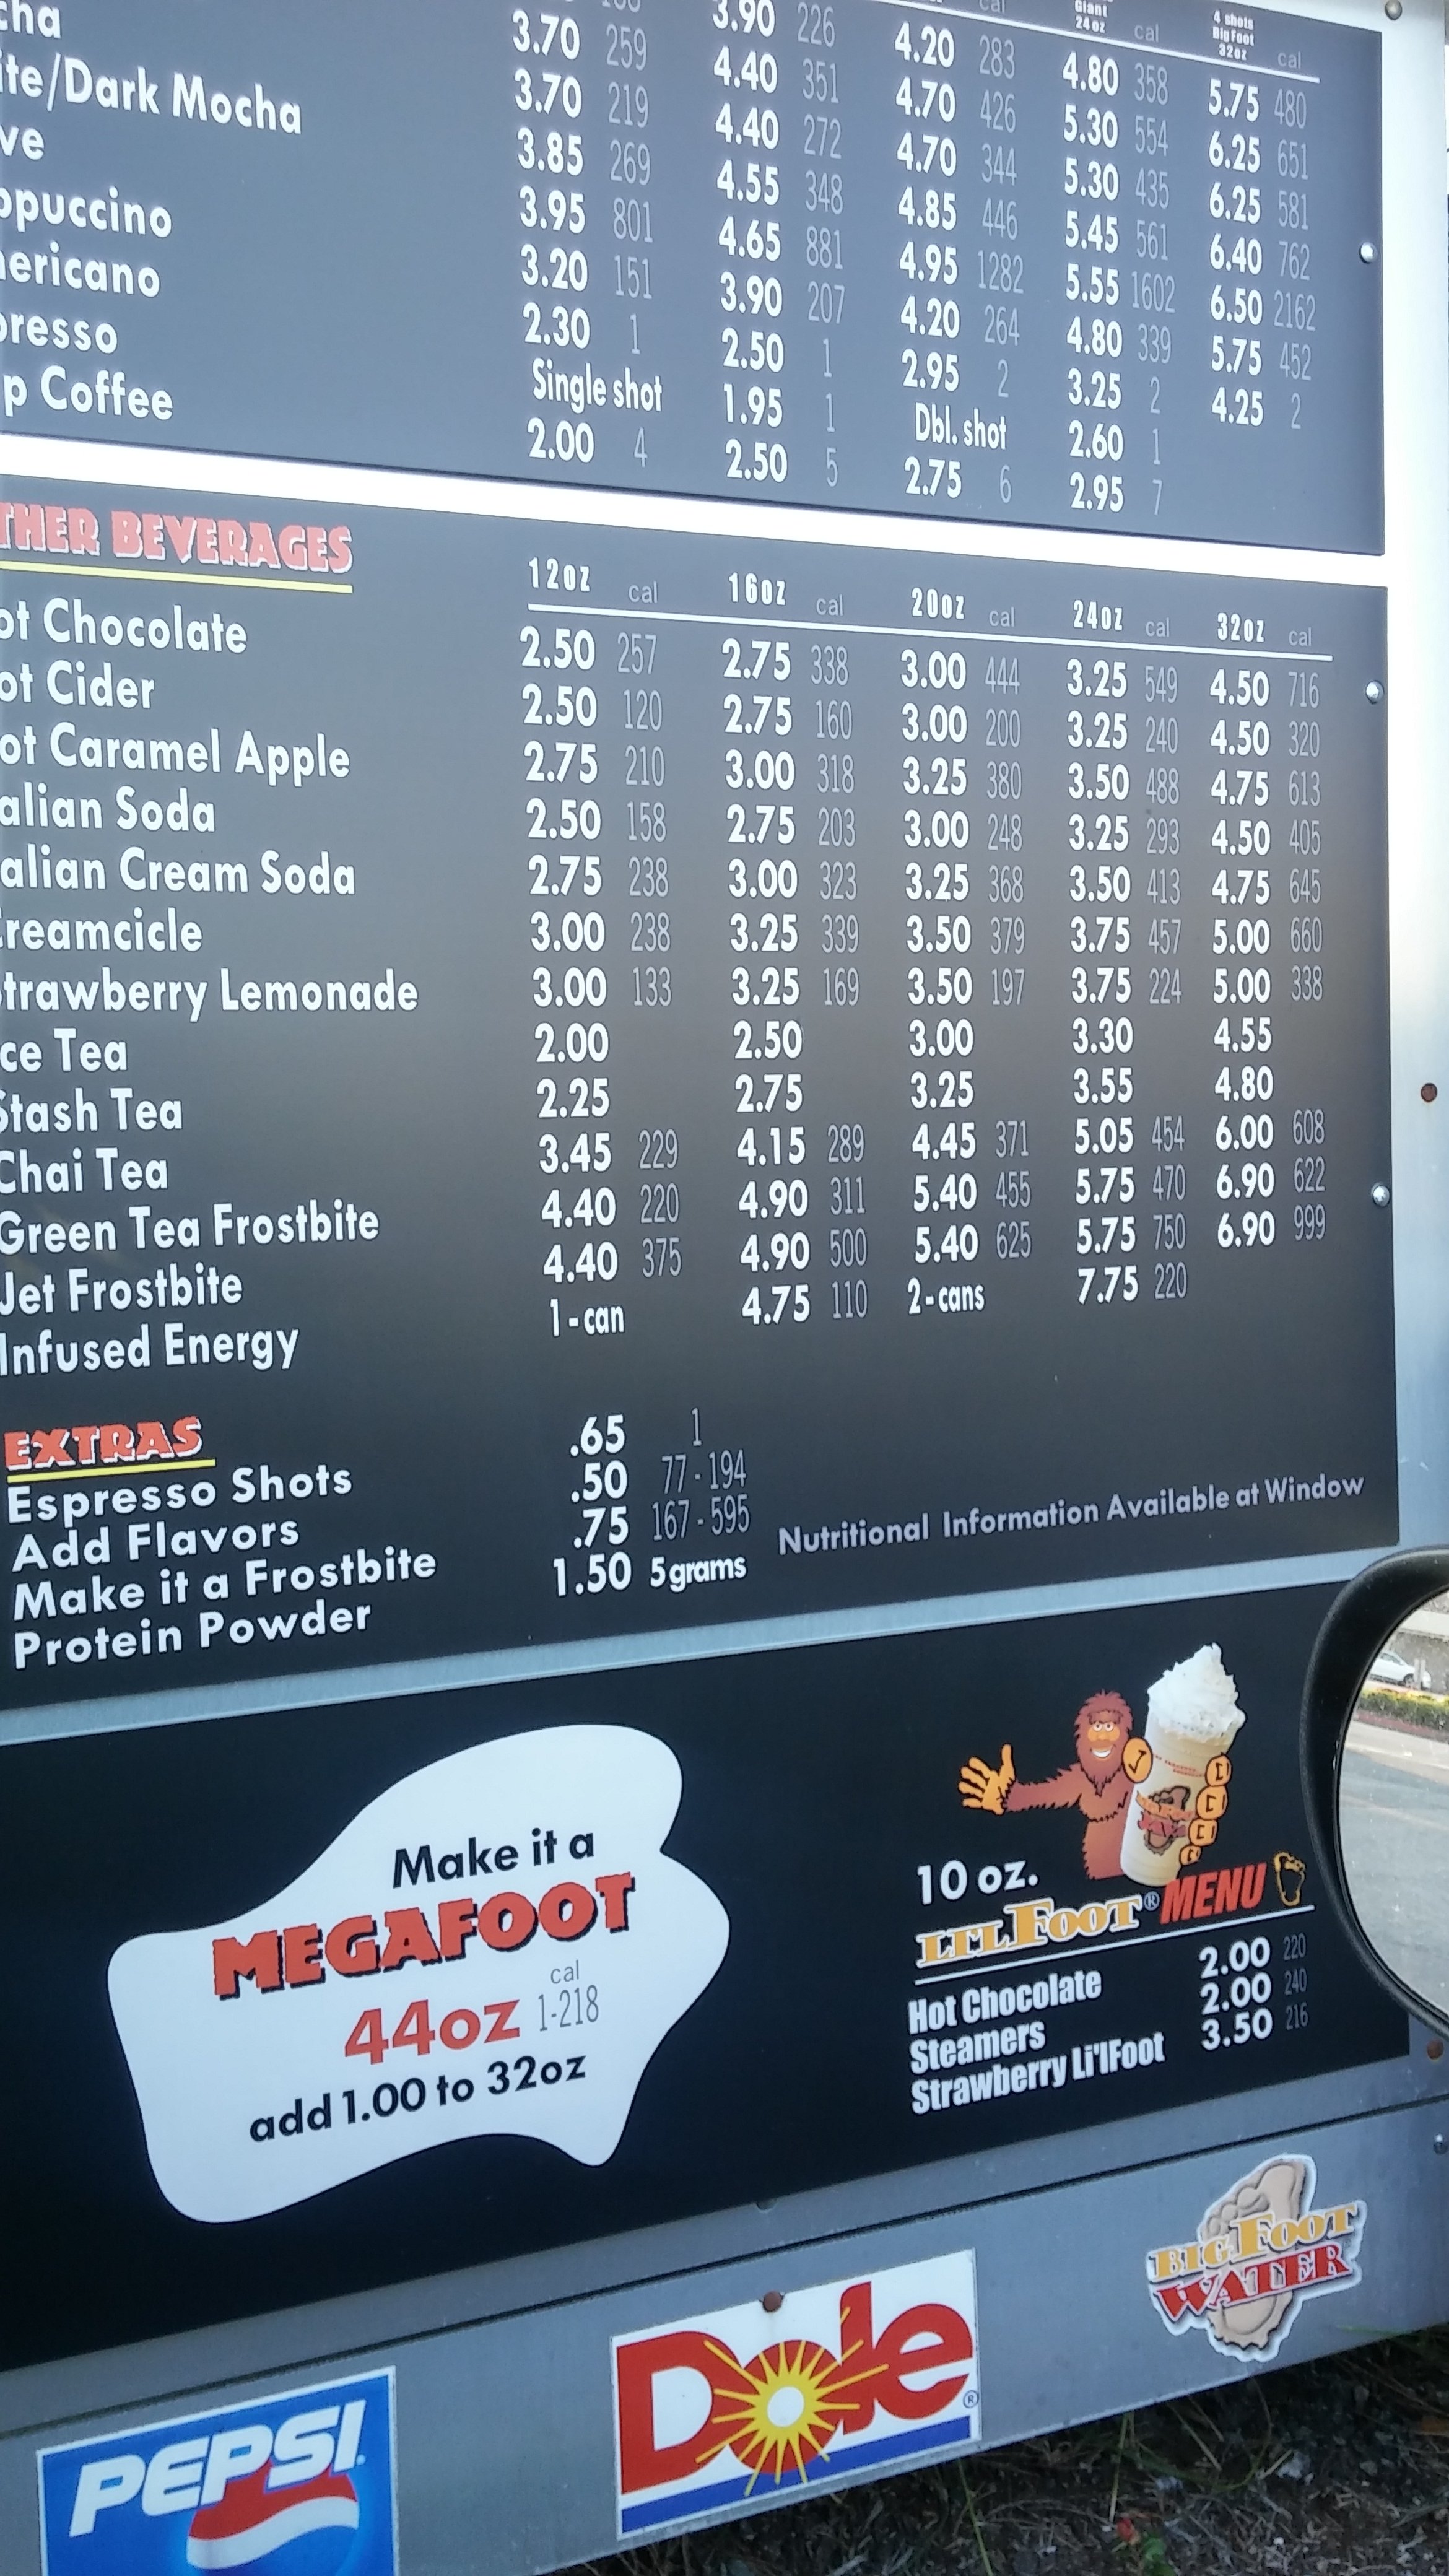 cal Giant 24oz cal 4 shots BigFoot 32oz cal
3.90 226 4.20 283 4.80 358 5.75 480
3.70 259 4.40 351 4.70 426 5.30 554 6.25 651
cha 3.70 219 4.40 272 4.70 344 5.30 435 6.25 581
ite/Dark Mocha 3.85 269 4.55 348 4.85 446 5.45 561 6.40 762
ve 3.95 801 4.65 881 4.95 1282 5.55 1602 6.50 2162
ppuccino 3.20 151 3.90 207 4.20 264 4.80 339 5.75 452
ericano 2.30 1 2.50 1 2.95 2 3.25 2 4.25 2
presso Single shot 1.95 1 Dbl. shot 2.60 1
p Coffee 2.00 4 2.50 5 2.75 6 2.95 7
THER BEVERAGES 12oz cal 16oz cal 20oz cal 24oz cal 32oz cal
ot Chocolate 2.50 257 2.75 338 3.00 444 3.25 549 4.50 716
ot Cider 2.50 120 2.75 160 3.00 200 3.25 240 4.50 320
ot Caramel Apple 2.75 210 3.00 318 3.25 380 3.50 488 4.75 613
alian Soda 2.50 158 2.75 203 3.00 248 3.25 293 4.50 405
alian Cream Soda 2.75 238 3.00 323 3.25 368 3.50 413 4.75 645
reamcicle 3.00 238 3.25 339 3.50 379 3.75 457 5.00 660
trawberry Lemonade 3.00 133 3.25 169 3.50 197 3.75 224 5.00 338
ce Tea 2.00 2.50 3.00 3.30 4.55
Stash Tea 2.25 2.75 3.25 3.55 4.80
Chai Tea 3.45 229 4.15 289 4.45 371 5.05 454 6.00 608
Green Tea Frostbite 4.40 220 4.90 311 5.40 455 5.75 470 6.90 622
Jet Frostbite 4.40 375 4.90 500 5.40 625 5.75 750 6.90 999
Infused Energy 1-can 4.75 110 2-cans 7.75 220
EXTRAS
Espresso Shots .65 1
Add Flavors .50 77-194
Make it a Frostbite .75 167-595
Protein Powder 1.50 5grams
Nutritional Information Available at Window
Make it a
MEGAFOOT
cal
44oz 1-218
add 1.00 to 32oz
10 oz.
LI'LFOOT® MENU
Hot Chocolate 2.00 220
Steamers 2.00 240
Strawberry Li'lFoot 3.50 216
BIGFOOT
WATER
Dole®
PEPSI